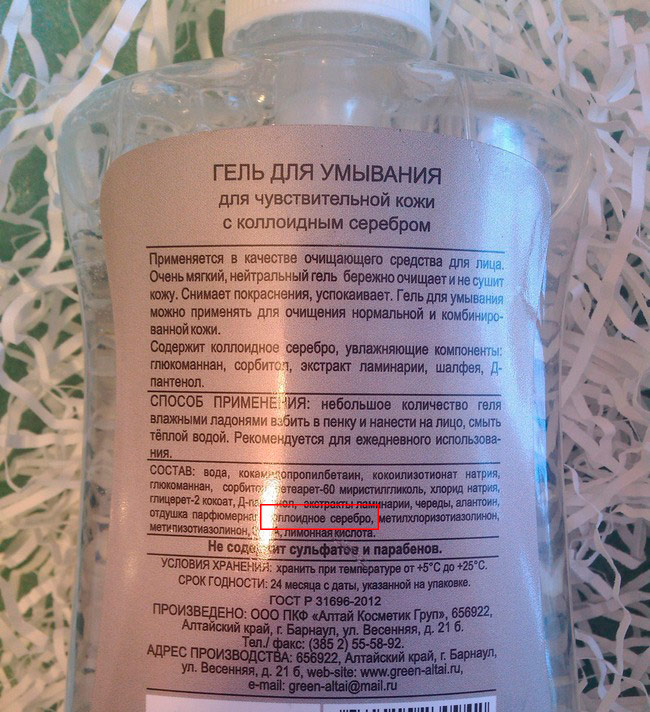 ГЕЛЬ ДЛЯ УМЫВАНИЯ
для чувствительной кожи
с коллоидным серебром
Применяется в качестве очищающего средства для лица.
Очень мягкий, нейтральный гель бережно очищает и не сушит
кожу. Снимает покраснения, успокаивает. Гель для умывания
можно применять для очищения нормальной и комбиниро-
ванной кожи.
Содержит коллоидное серебро, увлажняющие компоненты:
глюкоманнан, сорбитол, экстракт ламинарии, шалфея, Д-
пантенол.
СПОСОБ ПРИМЕНЕНИЯ: небольшое количество геля
влажными ладонями взбить в пенку и нанести на лицо, смыть
тёплой водой. Рекомендуется для ежедневного использова-
ния.
СОСТАВ: вода, кокамидопропилбетаин, кокоилизотионат натрия,
глюкоманнан, сорбитол, цетеарет-60 миристилгликоль, хлорид натрия,
глицерет-2 кокоат, экстракты ламинарии, череды, алантоин,
отдушка парфюмерная, коллоидное серебро, метилхлоризотиазолинон,
метилизотиазолинон, лимонная кислота.
Не содержит сульфатов и парабенов.
УСЛОВИЯ ХРАНЕНИЯ: хранить при температуре от +5°С до +25°С.
СРОК ГОДНОСТИ: 24 месяца с даты, указанной на упаковке.
ГОСТ Р 31696-2012
ПРОИЗВЕДЕНО: ООО ПКФ «Алтай Косметик Груп», 656922,
Алтайский край, г. Барнаул, ул. Весенняя, д. 21 б.
Тел./ факс: (385 2) 55-58-92.
АДРЕС ПРОИЗВОДСТВА: 656922, Алтайский край, г. Барнаул,
ул. Весенняя, д. 21 б, web-site: www.green-altai.ru,
e-mail: green-altai@mail.ru